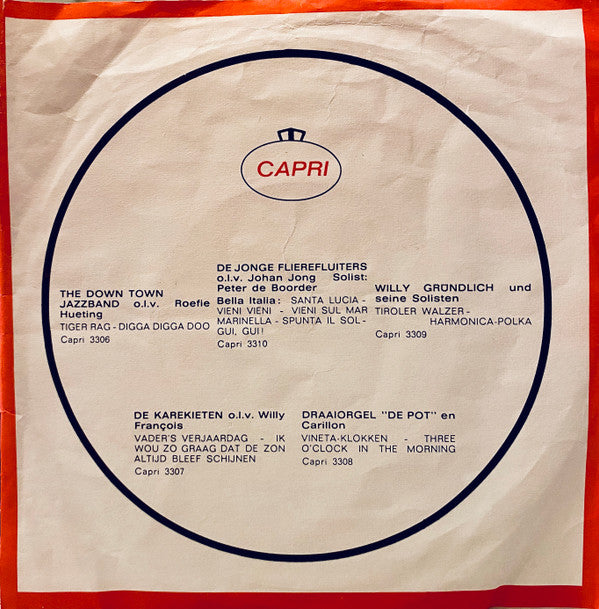 CAPRI
THE DOWN TOWN
JAZZBAND o.l.v. Roefie
Hueting
TIGER RAG - DIGGA DIGGA DOO
Capri 3306
DE JONGE FLIEREFLUITERS
o.l.v. Johan Jong Solist:
Peter de Boorder
Bella Italia: SANTA LUCIA -
VIENI VIENI - VIENI SUL MAR
MARINELLA - SPUNTA IL SOL -
GUI, GUI!
Capri 3310
WILLY GRÜNDLICH und
seine Solisten
TIROLER WALZER -
HARMONICA-POLKA
Capri 3309
DE KAREKIETEN o.l.v. Willy
François
VADER'S VERJAARDAG - IK
WOU ZO GRAAG DAT DE ZON
ALTIJD BLEEF SCHIJNEN
Capri 3307
DRAAIORGEL "DE POT" en
Carillon
VINETA-KLOKKEN - THREE
O'CLOCK IN THE MORNING
Capri 3308